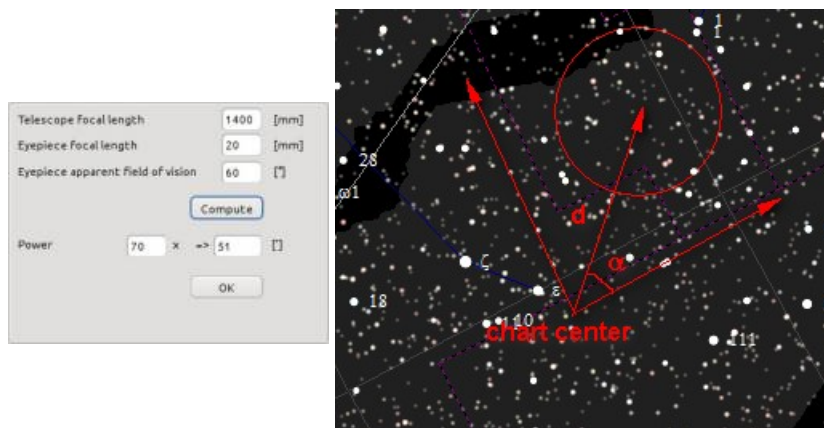 Telescope focal length 1400 [mm]
Eyepiece focal length 20 [mm]
Eyepiece apparent field of vision 60 [°]
Compute
Power 70 x => 51 [']
OK
1
28
ω1
d
ζ
α
ε
18
10
chart center
111